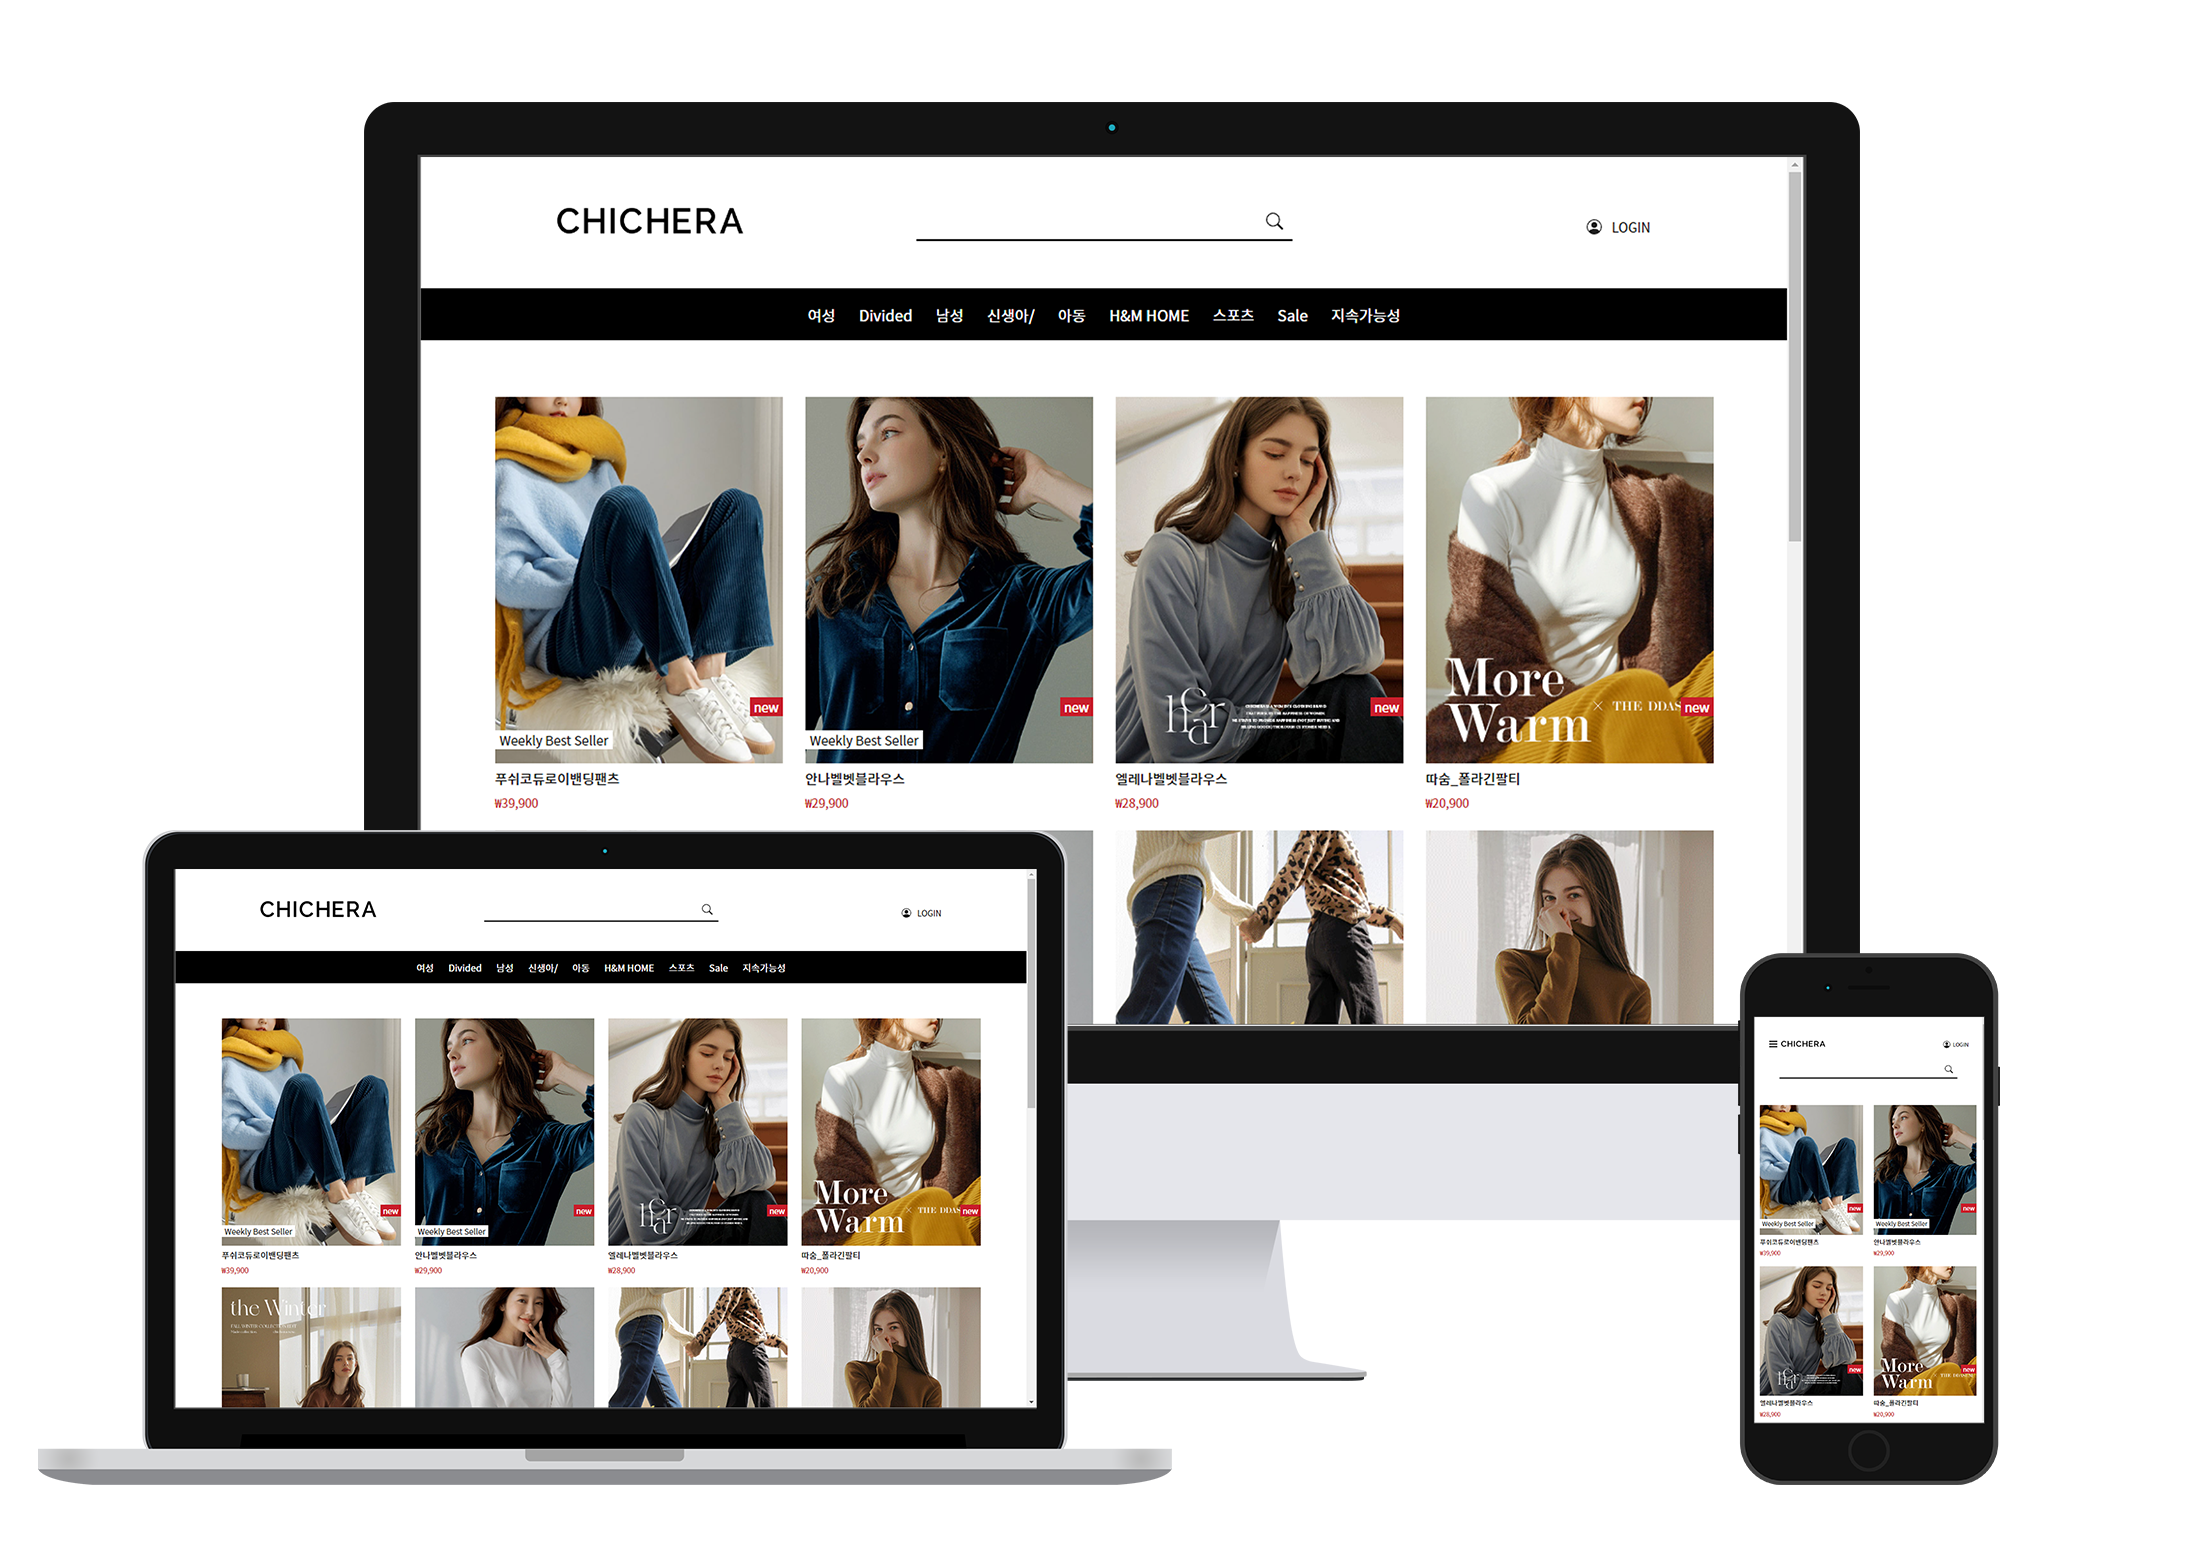 CHICHERA
LOGIN
여성 Divided 남성 신생아/ 아동 H&M HOME 스포츠 Sale 지속가능성
new
Weekly Best Seller
푸쉬코듀로이밴딩팬츠
₩39,900
new
Weekly Best Seller
안나벨벳블라우스
₩29,900
new
엘레나벨벳블라우스
₩28,900
More
Warm
× THE DDAS
new
따숨_폴라긴팔티
₩20,900
CHICHERA
LOGIN
여성 Divided 남성 신생아/ 아동 H&M HOME 스포츠 Sale 지속가능성
new
Weekly Best Seller
푸쉬코듀로이밴딩팬츠
₩39,900
new
Weekly Best Seller
안나벨벳블라우스
₩29,900
new
엘레나벨벳블라우스
₩28,900
More
Warm
× THE DDAS
new
따숨_폴라긴팔티
₩20,900
the Winter
CHICHERA
LOGIN
new
Weekly Best Seller
푸쉬코듀로이밴딩팬츠
₩39,900
Weekly Best Seller
안나벨벳블라우스
₩29,900
new
엘레나벨벳블라우스
₩28,900
More
Warm
new
따숨_폴라긴팔티
₩20,900